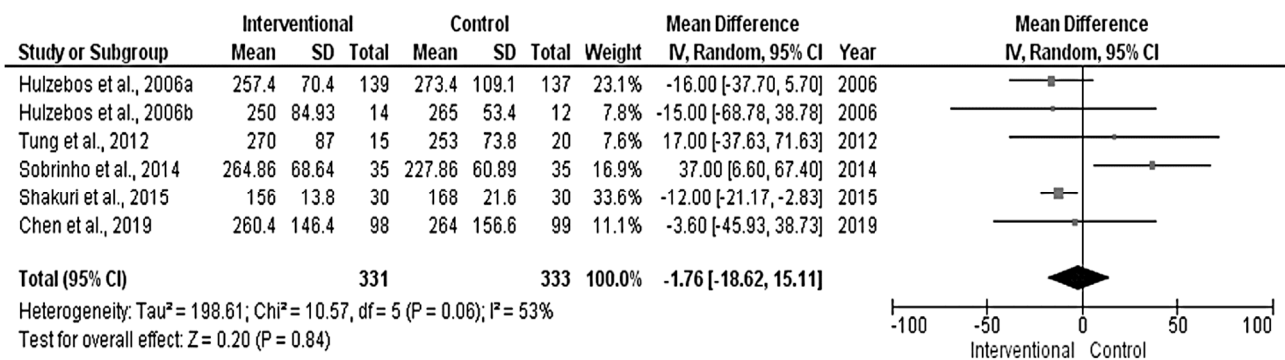 Interventional Control Mean Difference Mean Difference
Study or Subgroup Mean SD Total Mean SD Total Weight IV, Random, 95% CI Year IV, Random, 95% CI
Hulzebos et al., 2006a 257.4 70.4 139 273.4 109.1 137 23.1% -16.00 [-37.70, 5.70] 2006
Hulzebos et al., 2006b 250 84.93 14 265 53.4 12 7.8% -15.00 [-68.78, 38.78] 2006
Tung et al., 2012 270 87 15 253 73.8 20 7.6% 17.00 [-37.63, 71.63] 2012
Sobrinho et al., 2014 264.86 68.64 35 227.86 60.89 35 16.9% 37.00 [6.60, 67.40] 2014
Shakuri et al., 2015 156 13.8 30 168 21.6 30 33.6% -12.00 [-21.17, -2.83] 2015
Chen et al., 2019 260.4 146.4 98 264 156.6 99 11.1% -3.60 [-45.93, 38.73] 2019
Total (95% CI) 331 333 100.0% -1.76 [-18.62, 15.11]
Heterogeneity: Tau² = 198.61; Chi² = 10.57, df = 5 (P = 0.06); I² = 53%
Test for overall effect: Z = 0.20 (P = 0.84)
-100 -50 0 50 100
Interventional Control